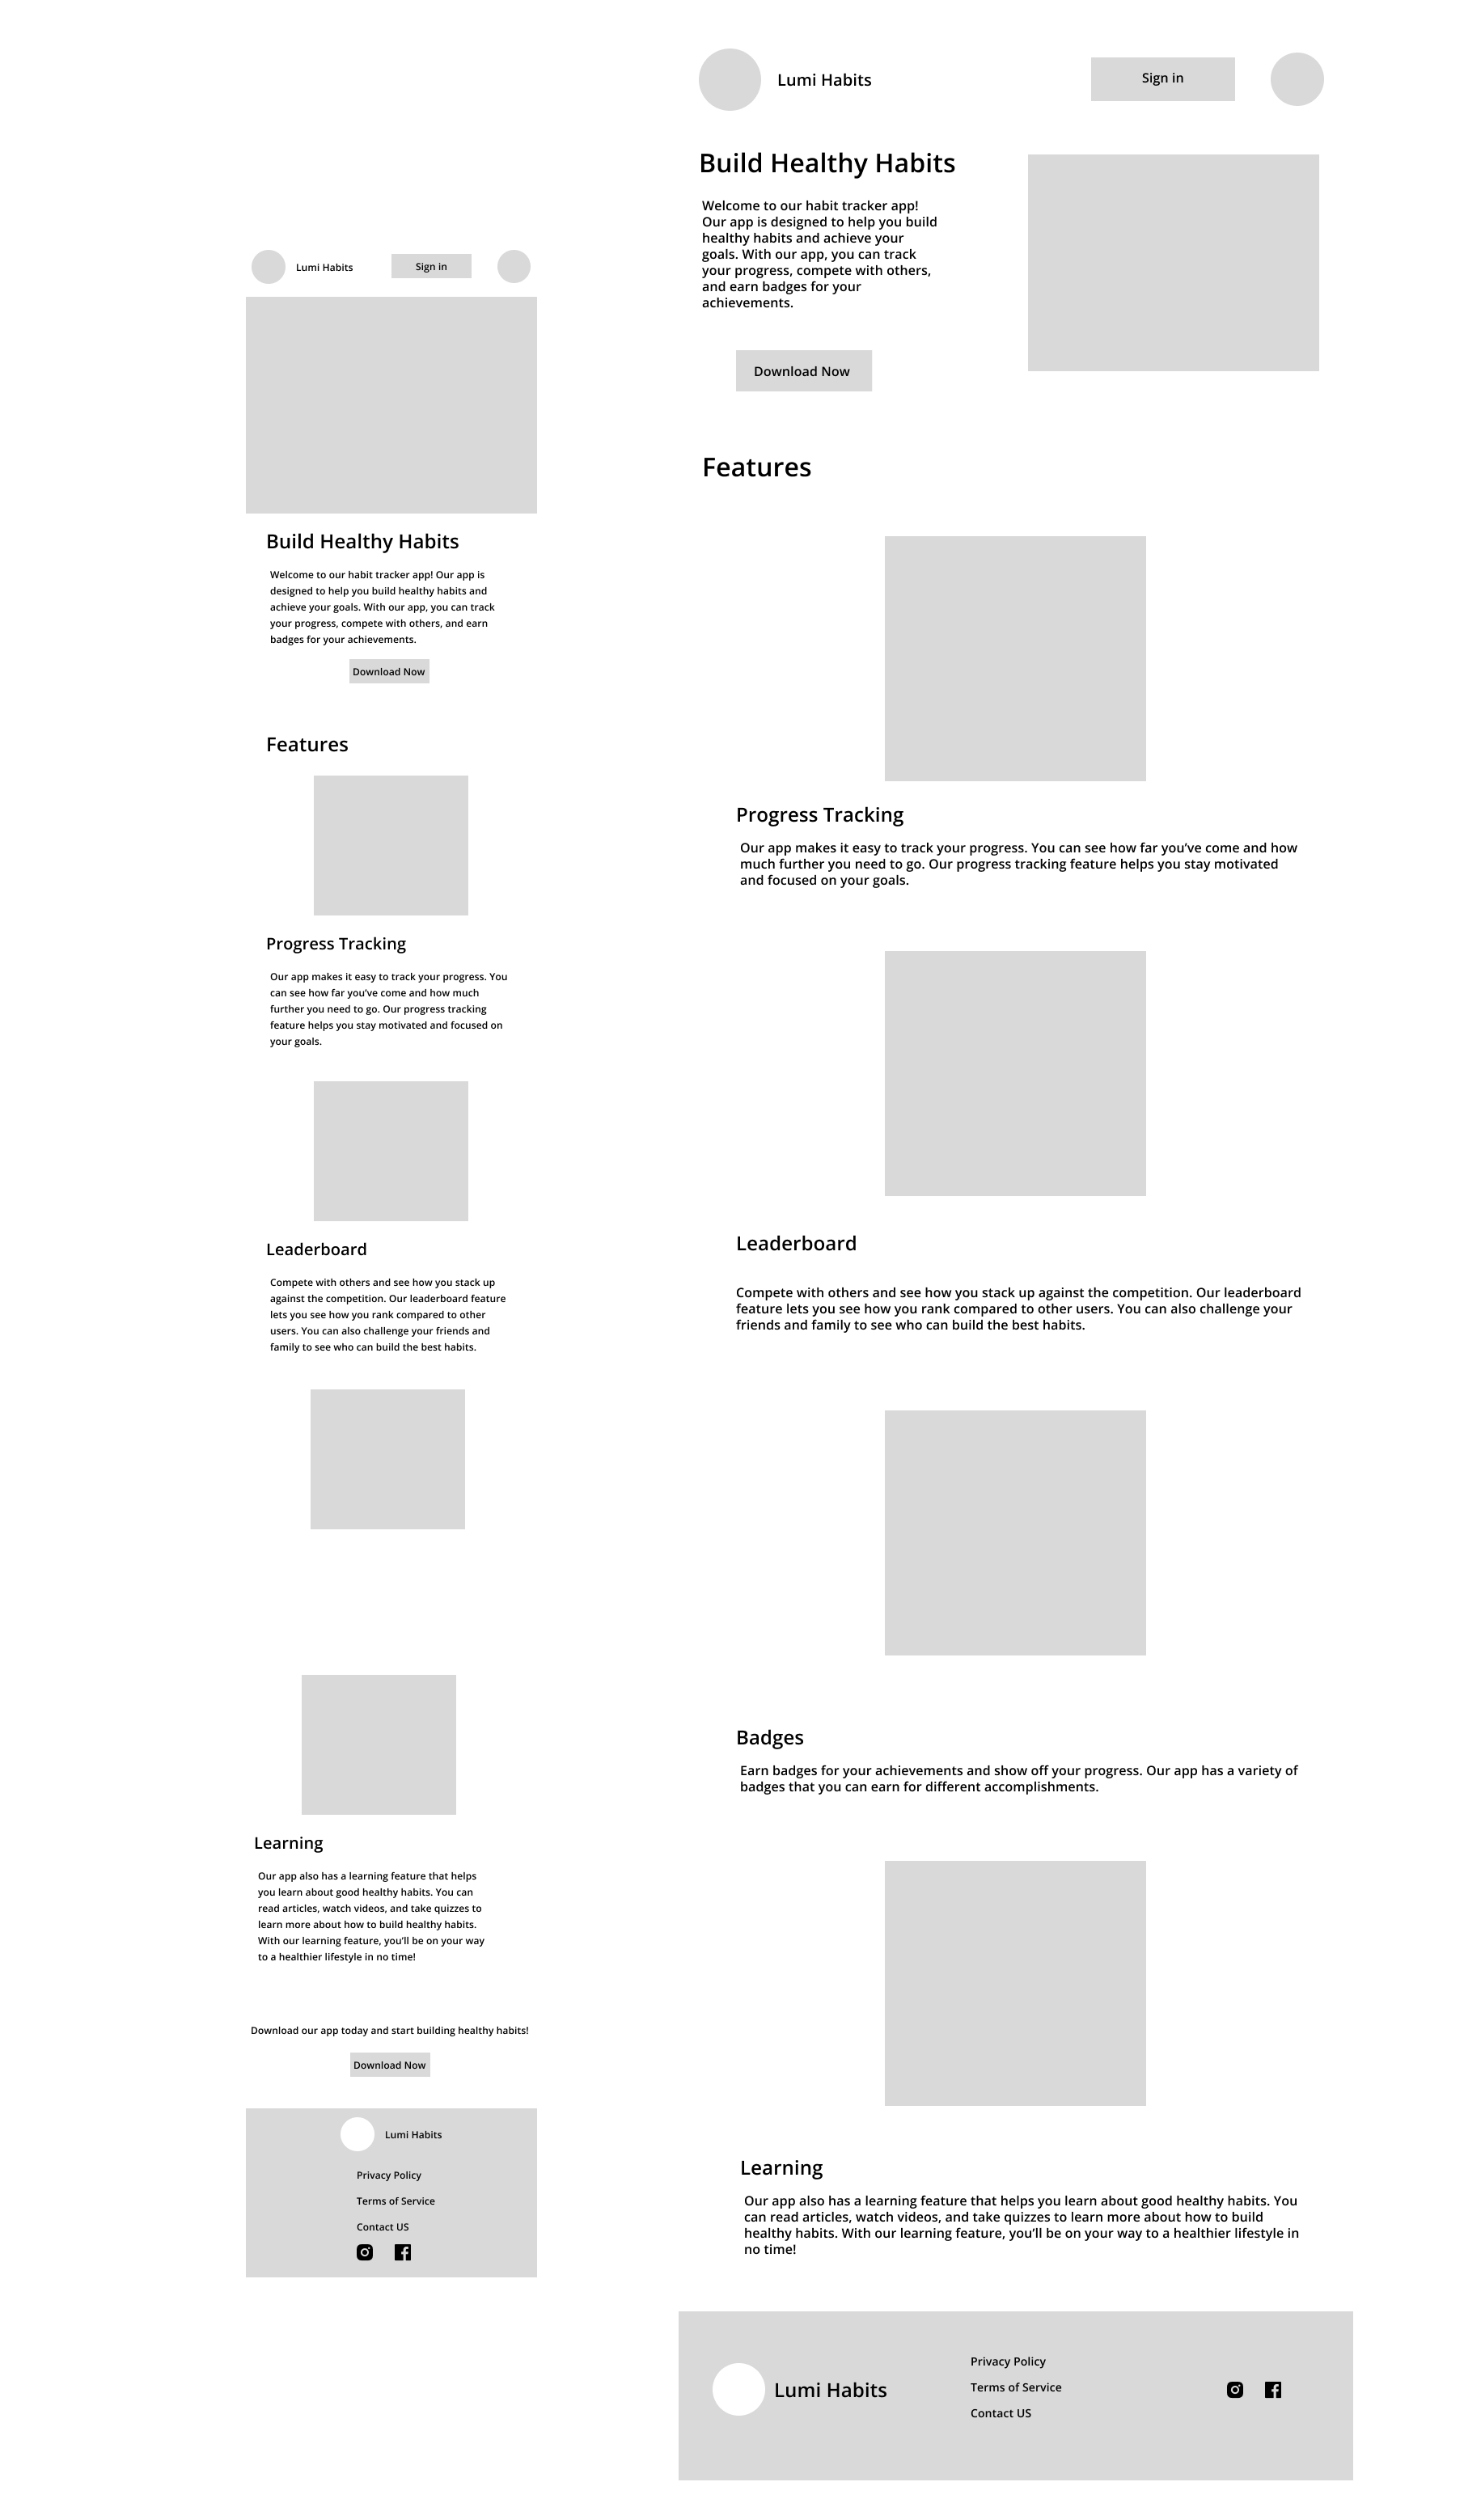 Lumi Habits
Sign in
Build Healthy Habits
Welcome to our habit tracker app! Our app is
designed to help you build healthy habits and
achieve your goals. With our app, you can track
your progress, compete with others, and earn
badges for your achievements.
Download Now
Features
Progress Tracking
Our app makes it easy to track your progress. You
can see how far you've come and how much
further you need to go. Our progress tracking
feature helps you stay motivated and focused on
your goals.
Leaderboard
Compete with others and see how you stack up
against the competition. Our leaderboard feature
lets you see how you rank compared to other
users. You can also challenge your friends and
family to see who can build the best habits.
Learning
Our app also has a learning feature that helps
you learn about good healthy habits. You can
read articles, watch videos, and take quizzes to
learn more about how to build healthy habits.
With our learning feature, you'll be on your way
to a healthier lifestyle in no time!
Download our app today and start building healthy habits!
Download Now
Lumi Habits
Privacy Policy
Terms of Service
Contact US
Lumi Habits
Sign in
Build Healthy Habits
Welcome to our habit tracker app!
Our app is designed to help you build
healthy habits and achieve your
goals. With our app, you can track
your progress, compete with others,
and earn badges for your
achievements.
Download Now
Features
Progress Tracking
Our app makes it easy to track your progress. You can see how far you've come and how
much further you need to go. Our progress tracking feature helps you stay motivated
and focused on your goals.
Leaderboard
Compete with others and see how you stack up against the competition. Our leaderboard
feature lets you see how you rank compared to other users. You can also challenge your
friends and family to see who can build the best habits.
Badges
Earn badges for your achievements and show off your progress. Our app has a variety of
badges that you can earn for different accomplishments.
Learning
Our app also has a learning feature that helps you learn about good healthy habits. You
can read articles, watch videos, and take quizzes to learn more about how to build
healthy habits. With our learning feature, you'll be on your way to a healthier lifestyle in
no time!
Lumi Habits
Privacy Policy
Terms of Service
Contact US